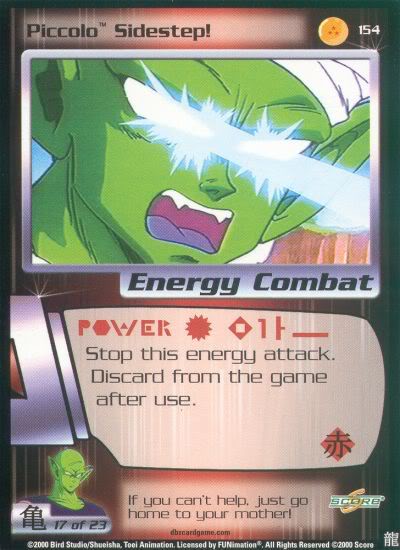 Piccolo™ Sidestep!
154
Energy Combat
POWER
Stop this energy attack.
Discard from the game
after use.
赤
亀 17 of 23
If you can't help, just go
home to your mother!
SCORE
dbzcardgame.com
©2000 Bird Studio/Shueisha, Toei Animation. Licensed by FUNimation®. All Rights Reserved ©2000 Score
龍